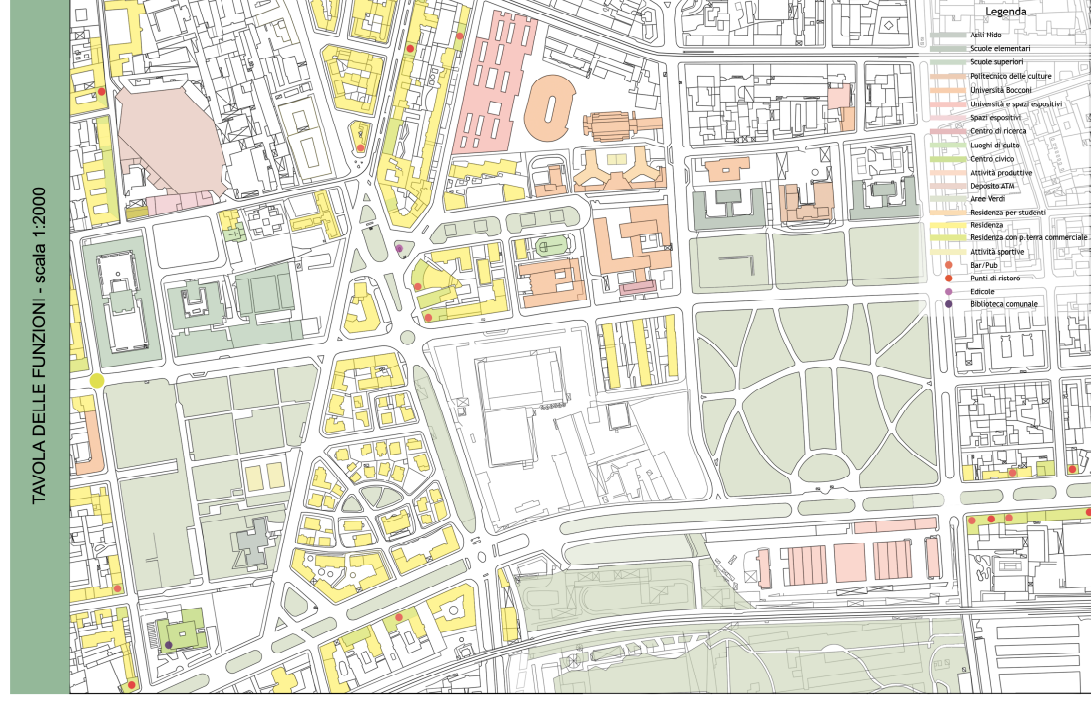 TAVOLA DELLE FUNZIONI - scala 1:2000
Legenda
Asili Nido
Scuole elementari
Scuole superiori
Politecnico delle culture
Università Bocconi
Università e spazi espositivi
Spazi espositivi
Centro di ricerca
Luoghi di culto
Centro civico
Attività produttive
Deposito ATM
Aree Verdi
Residenza per studenti
Residenza
Residenza con p.terra commerciale
Attività sportive
Bar/Pub
Punti di ristoro
Edicole
Biblioteca comunale